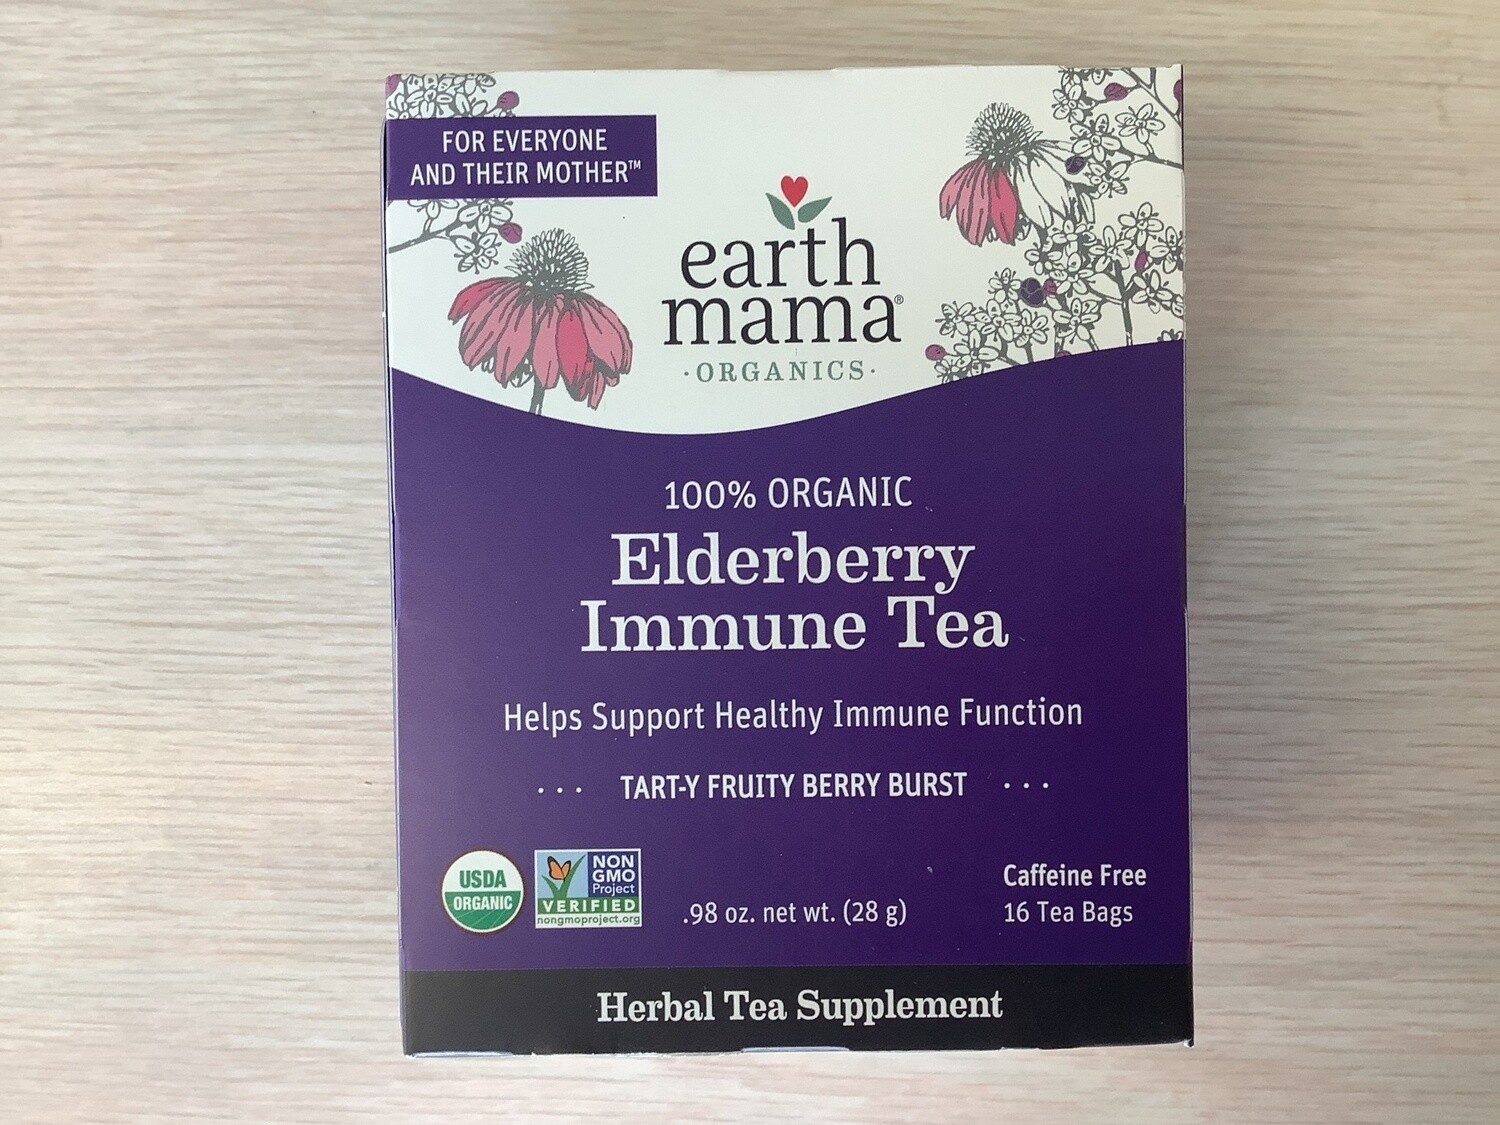 FOR EVERYONE
AND THEIR MOTHER™
earth
mama®
·ORGANICS·
100% ORGANIC
Elderberry
Immune Tea
Helps Support Healthy Immune Function
... TART-Y FRUITY BERRY BURST ...
USDA
ORGANIC
NON
GMO
Project
VERIFIED
nongmoproject.org
.98 oz. net wt. (28 g)
Caffeine Free
16 Tea Bags
Herbal Tea Supplement